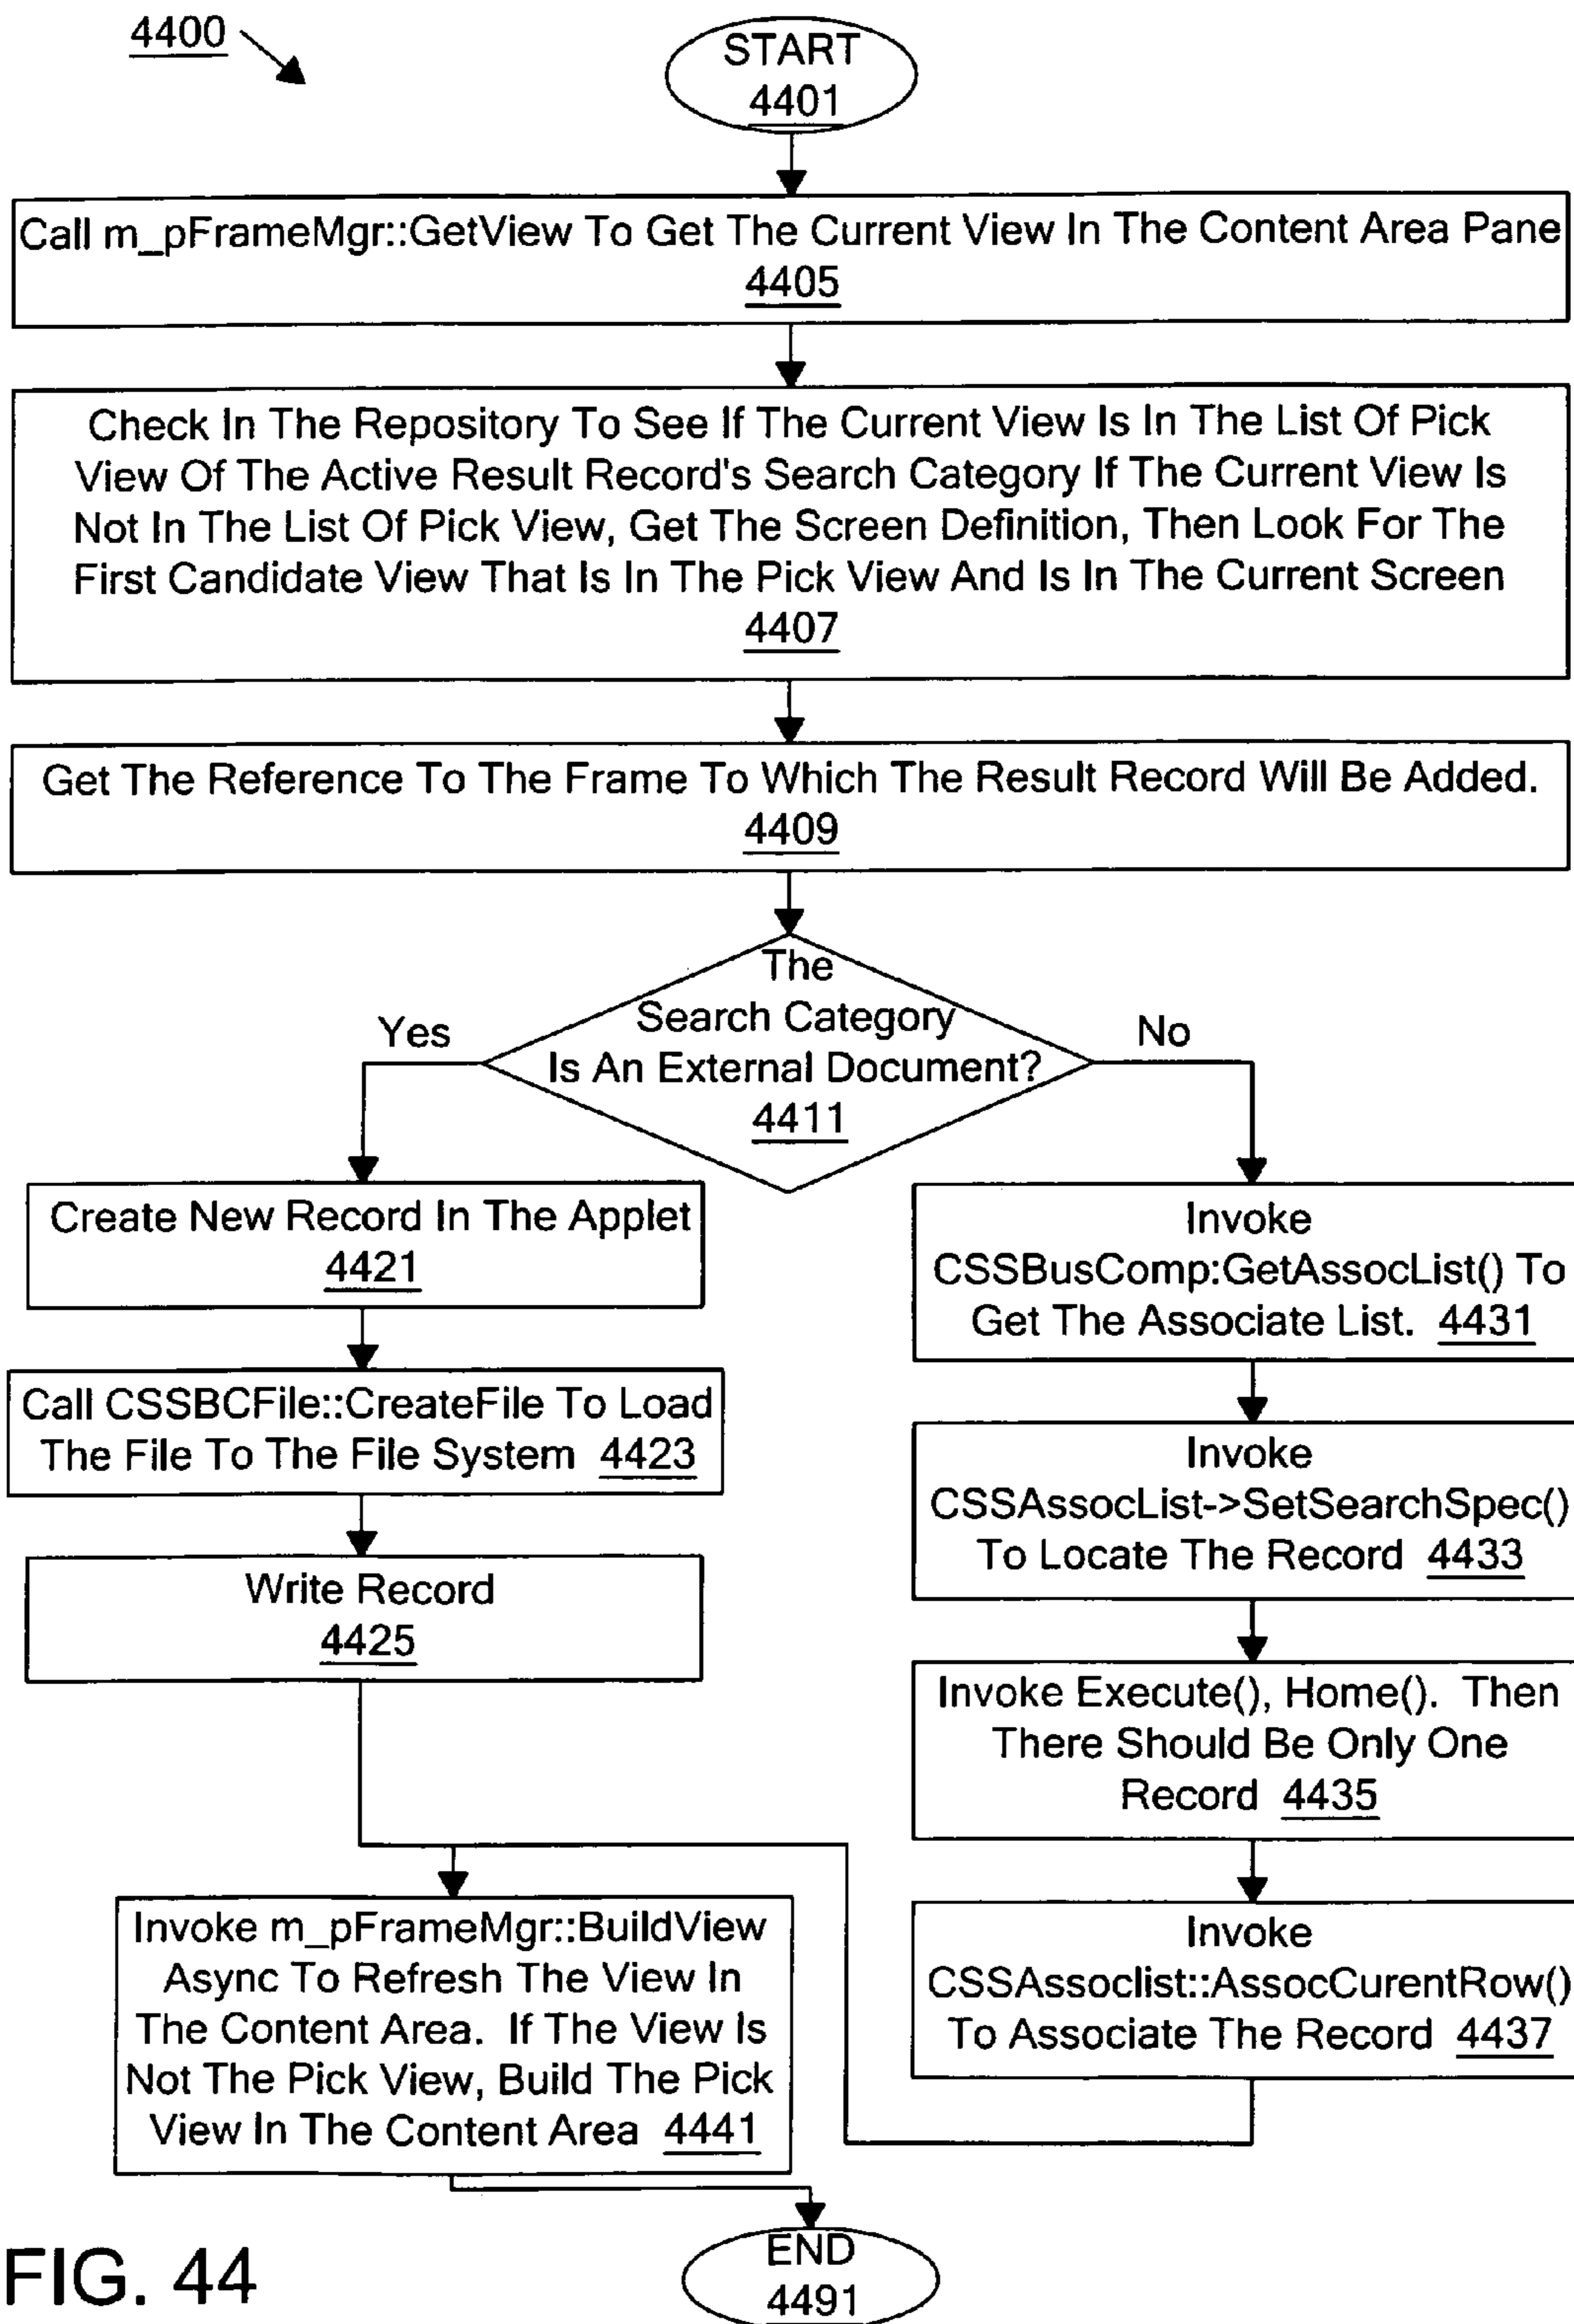 4400
START
4401
Call m_pFrameMgr::GetView To Get The Current View In The Content Area Pane
4405
Check In The Repository To See If The Current View Is In The List Of Pick
View Of The Active Result Record's Search Category If The Current View Is
Not In The List Of Pick View, Get The Screen Definition, Then Look For The
First Candidate View That Is In The Pick View And Is In The Current Screen
4407
Get The Reference To The Frame To Which The Result Record Will Be Added.
4409
The
Search Category
Is An External Document?
4411
Yes
No
Create New Record In The Applet
4421
Call CSSBCFile::CreateFile To Load
The File To The File System 4423
Write Record
4425
Invoke
CSSBusComp:GetAssocList() To
Get The Associate List. 4431
Invoke
CSSAssocList->SetSearchSpec()
To Locate The Record 4433
Invoke Execute(), Home(). Then
There Should Be Only One
Record 4435
Invoke
CSSAssoclist::AssocCurentRow()
To Associate The Record 4437
Invoke m_pFrameMgr::BuildView
Async To Refresh The View In
The Content Area. If The View Is
Not The Pick View, Build The Pick
View In The Content Area 4441
END
4491
FIG. 44